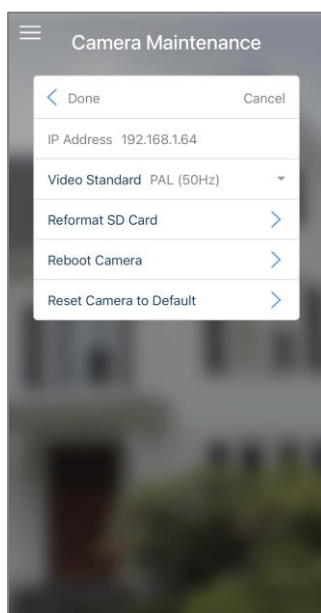 Camera Maintenance
Done Cancel
IP Address 192.168.1.64
Video Standard PAL (50Hz)
Reformat SD Card
Reboot Camera
Reset Camera to Default